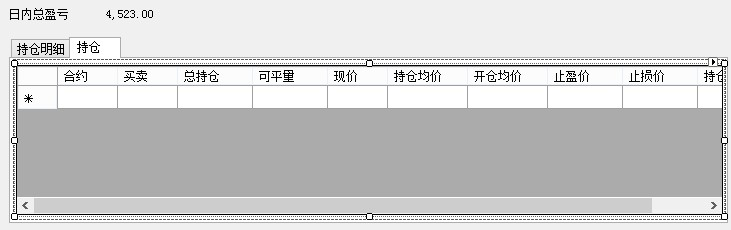 日内总盈亏 4,523.00
持仓明细 持仓
合约 买卖 总持仓 可平量 现价 持仓均价 开仓均价 止盈价 止损价 持仓